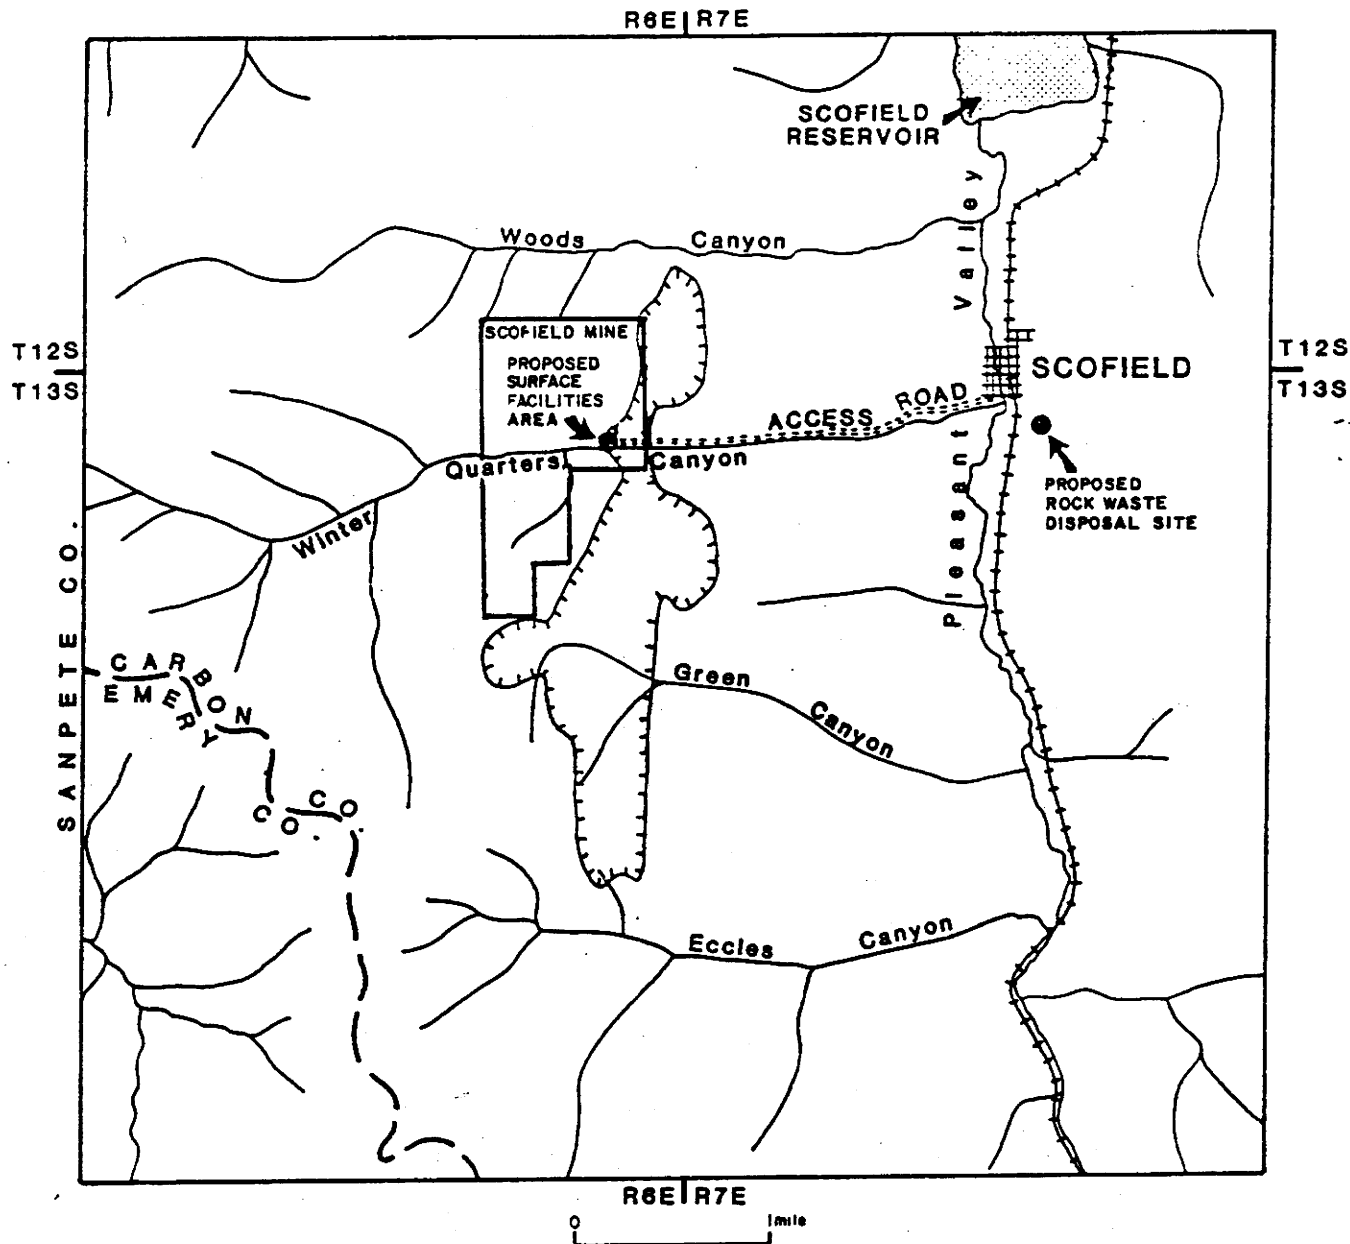 R6E R7E
SCOFIELD
RESERVOIR
Valley
Woods Canyon
SCOFIELD MINE
T12S
T13S
PROPOSED
SURFACE
FACILITIES
AREA
SCOFIELD
T12S
T13S
ACCESS ROAD
Quarters Canyon
Winter
Pleasant
PROPOSED
ROCK WASTE
DISPOSAL SITE
SANPETE CO.
CARBON CO.
EMERY CO.
Green
Canyon
Eccles Canyon
R6E R7E
0 1mile